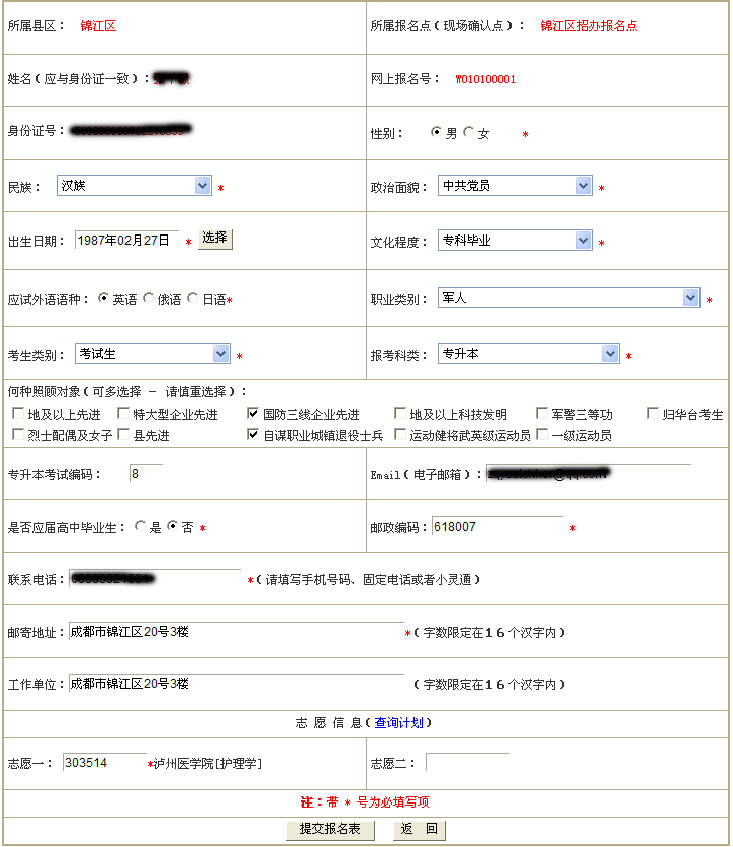 所属县区： 锦江区 所属报名点（现场确认点）： 锦江区招办报名点
姓名（应与身份证一致）： 网上报名号： W010100001
身份证号： 性别： 男 女 *
民族： 汉族 * 政治面貌： 中共党员 *
出生日期： 1987年02月27日 * 选择 文化程度： 专科毕业 *
应试外语语种： 英语 俄语 日语* 职业类别： 军人 *
考生类别： 考试生 * 报考科类： 专升本 *
何种照顾对象（可多选择 － 请慎重选择）：
地及以上先进 特大型企业先进 国防三线企业先进 地及以上科技发明 军警三等功 归华台考生
烈士配偶及女子 县先进 自谋职业城镇退役士兵 运动健将武英级运动员 一级运动员
专升本考试编码： 8 Email（电子邮箱）：
是否应届高中毕业生： 是 否 * 邮政编码： 618007 *
联系电话： *（请填写手机号码、固定电话或者小灵通）
邮寄地址： 成都市锦江区20号3楼 *（字数限定在１６个汉字内）
工作单位： 成都市锦江区20号3楼 （字数限定在１６个汉字内）
志 愿 信 息（查询计划）
志愿一： 303514 *泸州医学院[护理学] 志愿二：
注：带 * 号为必填写项
提交报名表 返 回